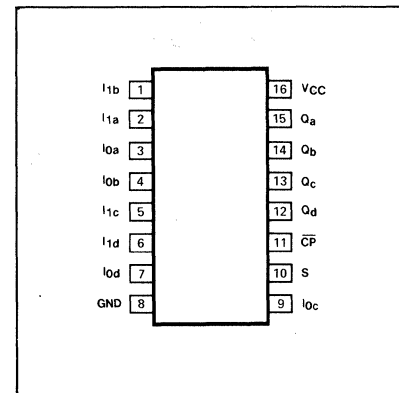 I1b 1 16 VCC
I1a 2 15 Qa
I0a 3 14 Qb
I0b 4 13 Qc
I1c 5 12 Qd
I1d 6 11 C̅P̅
I0d 7 10 S
GND 8 9 I0c